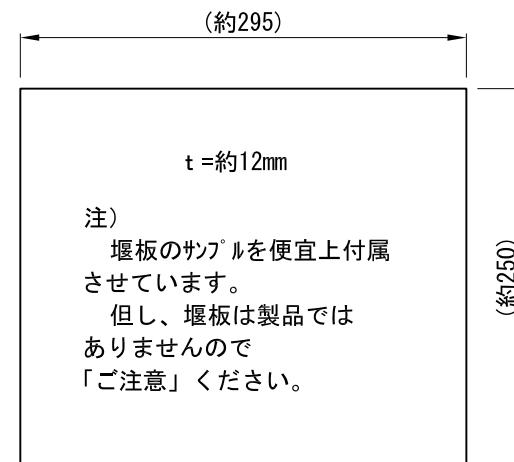 (約295)
t=約12mm
注)
堰板のｻﾝﾌﾟﾙを便宜上付属
させています。
但し、堰板は製品では
ありませんので
「ご注意」ください。
(約250)